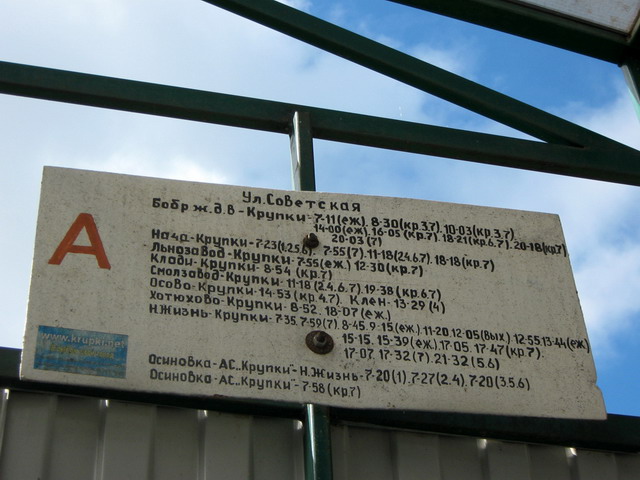 Ул.Советская
Бобр ж.д.в-Крупки-7-11(еж). 8-30(кр.3.7). 10-03(кр.3.7)
14-00(еж). 16-05(кр.7). 18-21(кр.6.7). 20-18(кр.7)
20-03(7)
А
Нача-Крупки-7-23(1.2.5.6). 7-55(7). 11-18(2.4.6.7). 18-18(кр.7)
Льнозавод-Крупки-7-55(еж.) 12-30(кр.7)
Клади-Крупки-8-54(кр.7)
Смолзавод-Крупки-11-18(2.4.6.7). 19-38(кр.6.7)
Осово-Крупки-14-53(кр.4.7). Клен-13-29(4)
Хотюхово-Крупки-8-52. 18-07(еж.)
Н.Жизнь-Крупки-7-35.7-59(7). 8-45.9-15(еж.) 11-20.12-05(вых) 12-55.13-44(еж)
15-15. 15-39(еж.) 17-05. 17-47(кр.7).
17-07. 17-32(7). 21-32(5.6)
www.krupki.net
Осиновка-АС„Крупки"-Н.Жизнь-7-20(1). 7-27(2.4). 7-20(3.5.6)
Осиновка-АС„Крупки"-7-58(кр.7)